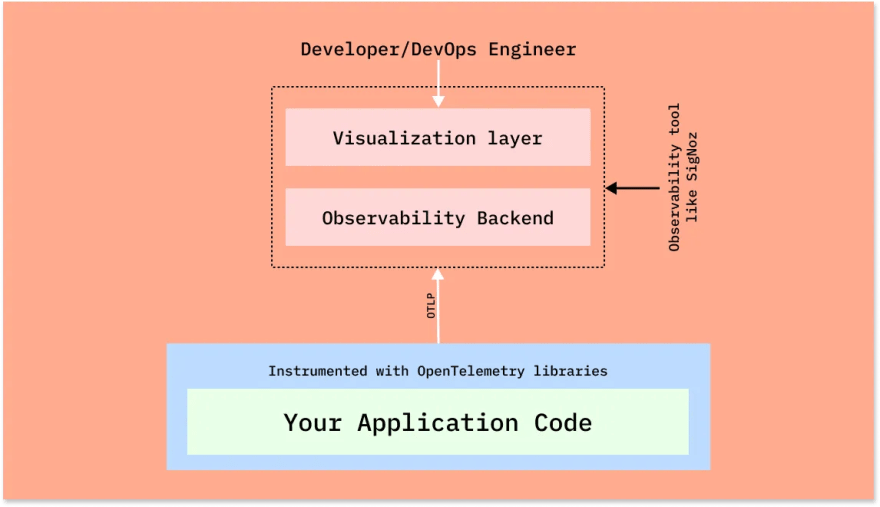 Developer/DevOps Engineer
Visualization layer
Observability Backend
Observability tool
like SigNoz
OTLP
Instrumented with OpenTelemetry libraries
Your Application Code